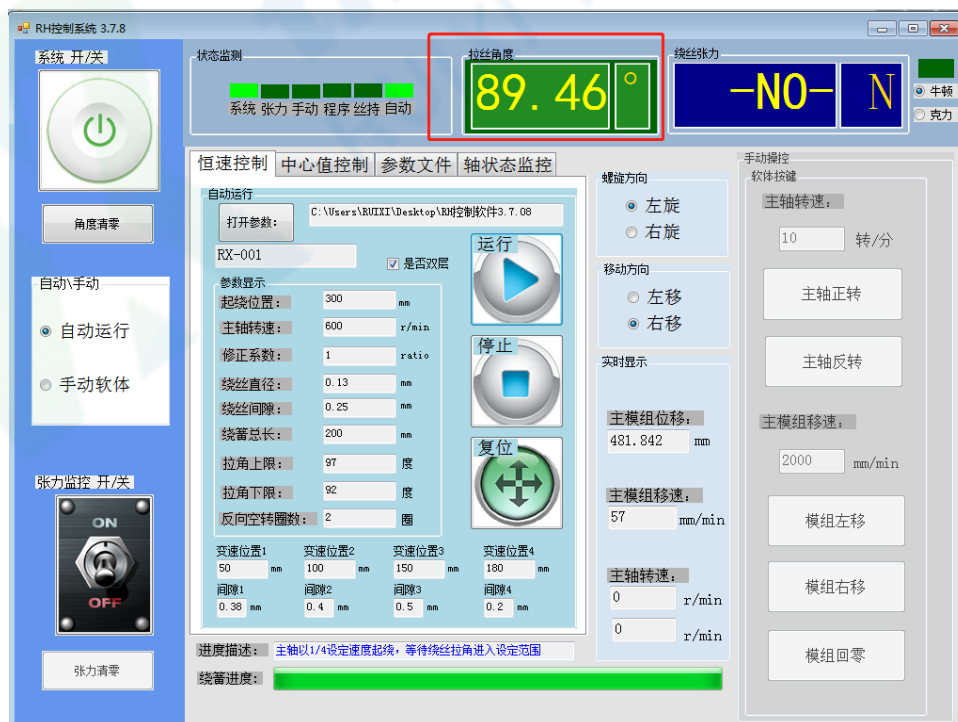 RH控制系统 3.7.8
系统 开/关
角度清零
自动\手动
自动运行
手动软体
张力监控 开/关
ON
OFF
张力清零
状态监测
系统 张力 手动 程序 丝持 自动
拉丝角度
89.46 °
绕丝张力
-NO- N
牛顿
克力
恒速控制 中心值控制 参数文件 轴状态监控
自动运行
打开参数: C:\Users\RUIXI\Desktop\RH控制软件3.7.08
RX-001
是否双层
参数显示
起绕位置: 300 mm
主轴转速: 600 r/min
修正系数: 1 ratio
绕丝直径: 0.13 mm
绕丝间隙: 0.25 mm
绕簧总长: 200 mm
拉角上限: 97 度
拉角下限: 92 度
反向空转圈数: 2 圈
运行
停止
复位
变速位置1 变速位置2 变速位置3 变速位置4
50 mm 100 mm 150 mm 180 mm
间隙1 间隙2 间隙3 间隙4
0.38 mm 0.4 mm 0.5 mm 0.2 mm
进度描述: 主轴以1/4设定速度起绕，等待绕丝拉角进入设定范围
绕簧进度:
螺旋方向
左旋
右旋
移动方向
左移
右移
实时显示
主模组位移:
481.842 mm
主模组移速:
57 mm/min
主轴转速:
0 r/min
0 r/min
手动操控
软体按键
主轴转速:
10 转/分
主轴正转
主轴反转
主模组移速:
2000 mm/min
模组左移
模组右移
模组回零